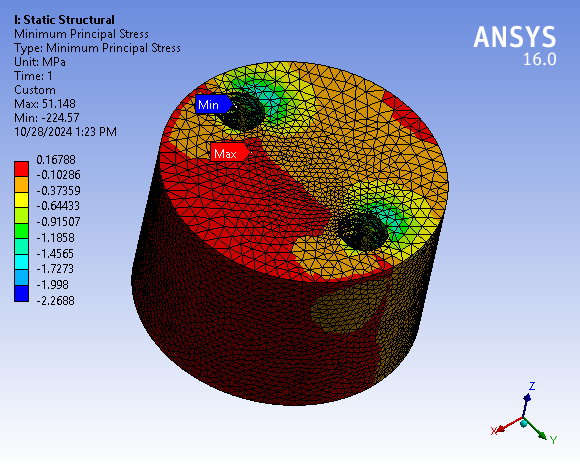 I: Static Structural
Minimum Principal Stress
Type: Minimum Principal Stress
Unit: MPa
Time: 1
Custom
Max: 51.148
Min: -224.57
10/28/2024 1:23 PM
ANSYS
16.0
0.16788
-0.10286
-0.37359
-0.64433
-0.91507
-1.1858
-1.4565
-1.7273
-1.998
-2.2688
Min
Max
Z
X
Y